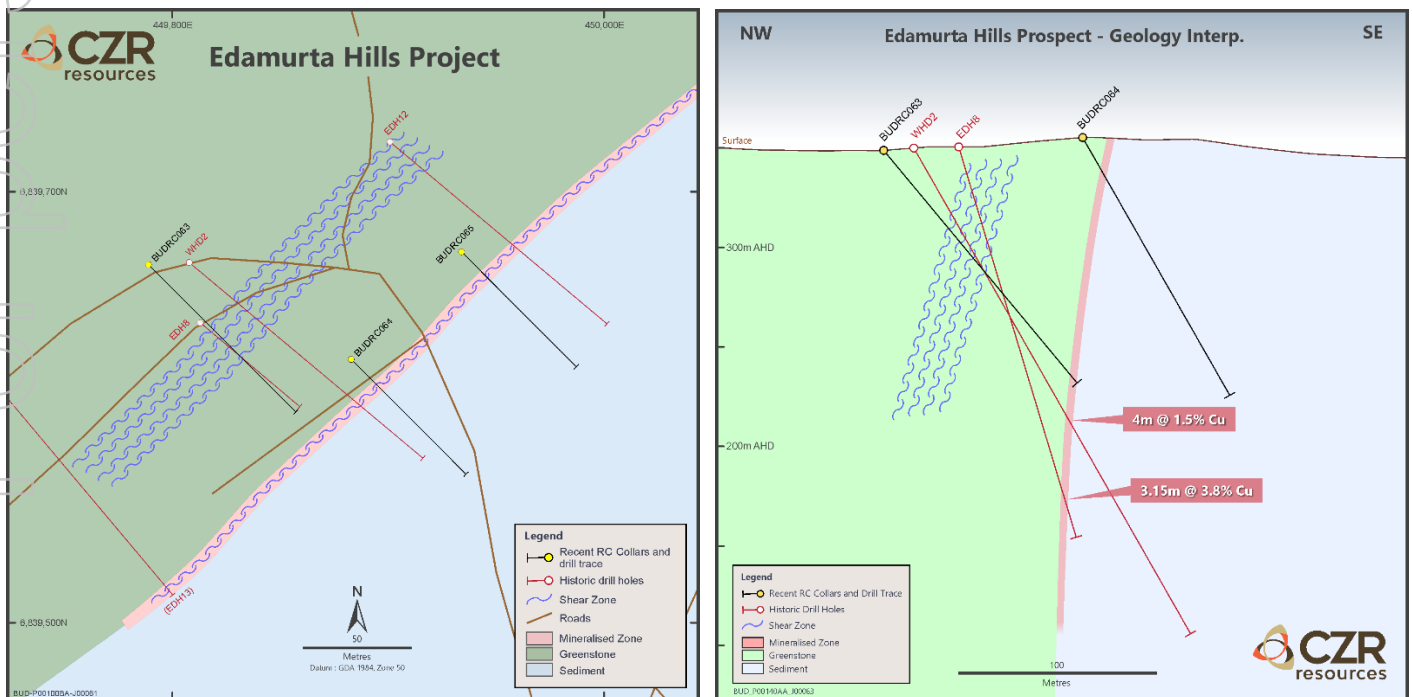 449,800E
450,000E
CZR
resources
Edamurta Hills Project
EDH12
6,839,700N
BUDRC063
WHD2
BUDRC065
EDH8
BUDRC064
(EDH13)
6,839,500N
N
50
Metres
Datum : GDA 1984, Zone 50
Legend
Recent RC Collars and
drill trace
Historic drill holes
Shear Zone
Roads
Mineralised Zone
Greenstone
Sediment
NW
Edamurta Hills Prospect - Geology Interp.
SE
BUDRC063
WHD2
EDH8
BUDRC064
Surface
300m AHD
200m AHD
4m @ 1.5% Cu
3.15m @ 3.8% Cu
Legend
Recent RC Collars and Drill Trace
Historic Drill Holes
Shear Zone
Mineralised Zone
Greenstone
Sediment
BUD_P00140AA_J00063
100
Metres
CZR
resources